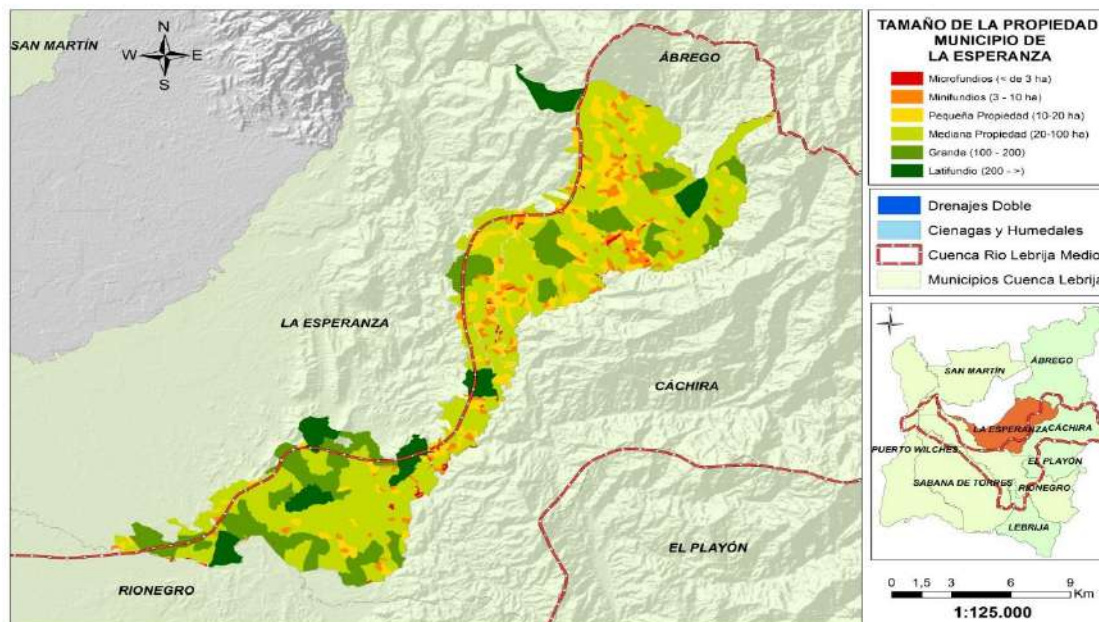 SAN MARTÍN
N
W E
S
ÁBREGO
LA ESPERANZA
CÁCHIRA
EL PLAYÓN
RIONEGRO
TAMAÑO DE LA PROPIEDAD
MUNICIPIO DE
LA ESPERANZA
Microfundios (< de 3 ha)
Minifundios (3 - 10 ha)
Pequeña Propiedad (10-20 ha)
Mediana Propiedad (20-100 ha)
Grande (100 - 200)
Latifundio (200 - >)
Drenajes Doble
Cienagas y Humedales
Cuenca Rio Lebrija Medio
Municipios Cuenca Lebrija
N
ÁBREGO
SAN MARTÍN
LA ESPERANZA
CÁCHIRA
PUERTO WILCHES
EL PLAYÓN
SABANA DE TORRES
RIONEGRO
LEBRIJA
0 1,5 3 6 9
Km
1:125.000